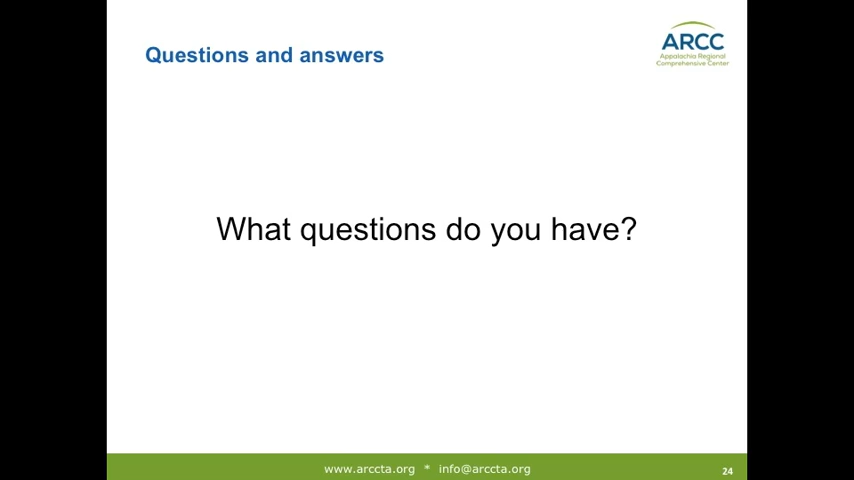 Questions and answers
ARCC
Appalachia Regional
Comprehensive Center
What questions do you have?
www.arccta.org * info@arccta.org
24